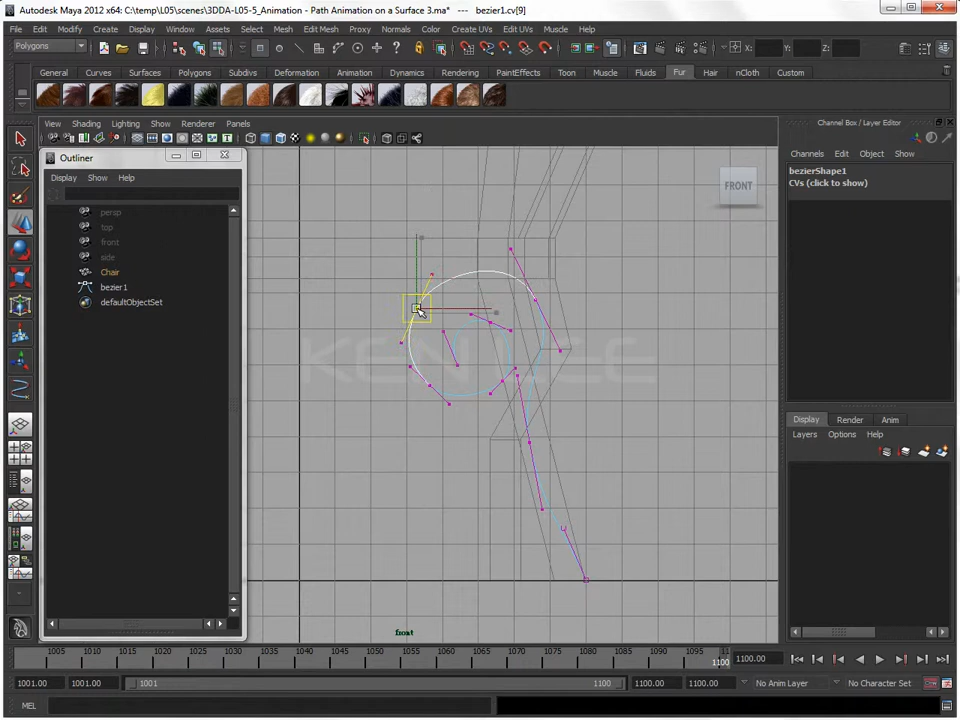 Autodesk Maya 2012 x64: C:\temp\L05\scenes\3DDA-L05-5_Animation - Path Animation on a Surface 3.ma* --- bezier1.cv[9]
File Edit Modify Create Display Window Assets Select Mesh Edit Mesh Proxy Normals Color Create UVs Edit UVs Muscle Help
Polygons X: Y: Z:
General Curves Surfaces Polygons Subdivs Deformation Animation Dynamics Rendering PaintEffects Toon Muscle Fluids Fur Hair nCloth Custom
View Shading Lighting Show Renderer Panels
Channel Box / Layer Editor
Outliner
Display Show Help
Channels Edit Object Show
bezierShape1
CVs (click to show)
FRONT
persp
top
front
side
Chair
bezier1
defaultObjectSet
KEN LEE
Display Render Anim
Layers Options Help
front
1005 1010 1015 1020 1025 1030 1035 1040 1045 1050 1055 1060 1065 1070 1075 1080 1085 1090 1095 11
1100 1100.00
1001.00 1001.00 1001 1100 1100.00 1100.00 No Anim Layer No Character Set
MEL